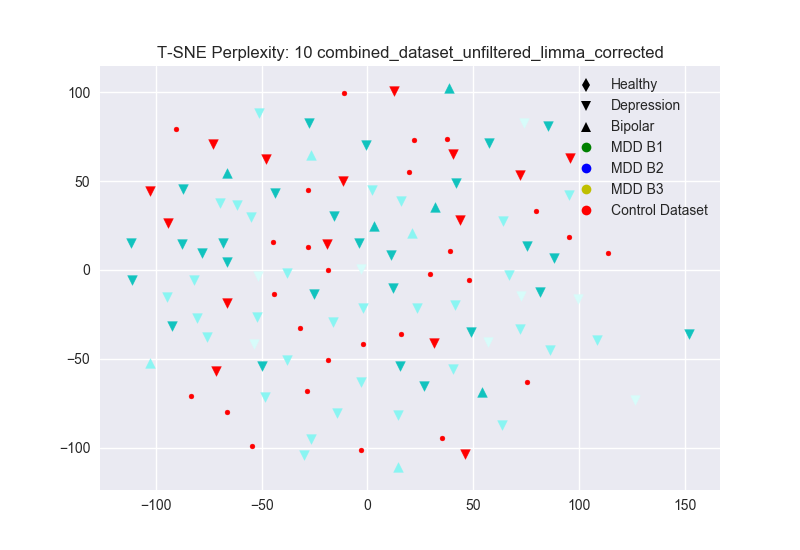 T-SNE Perplexity: 10 combined_dataset_unfiltered_limma_corrected
Healthy
Depression
Bipolar
MDD B1
MDD B2
MDD B3
Control Dataset
100
50
0
−50
−100
−100 −50 0 50 100 150